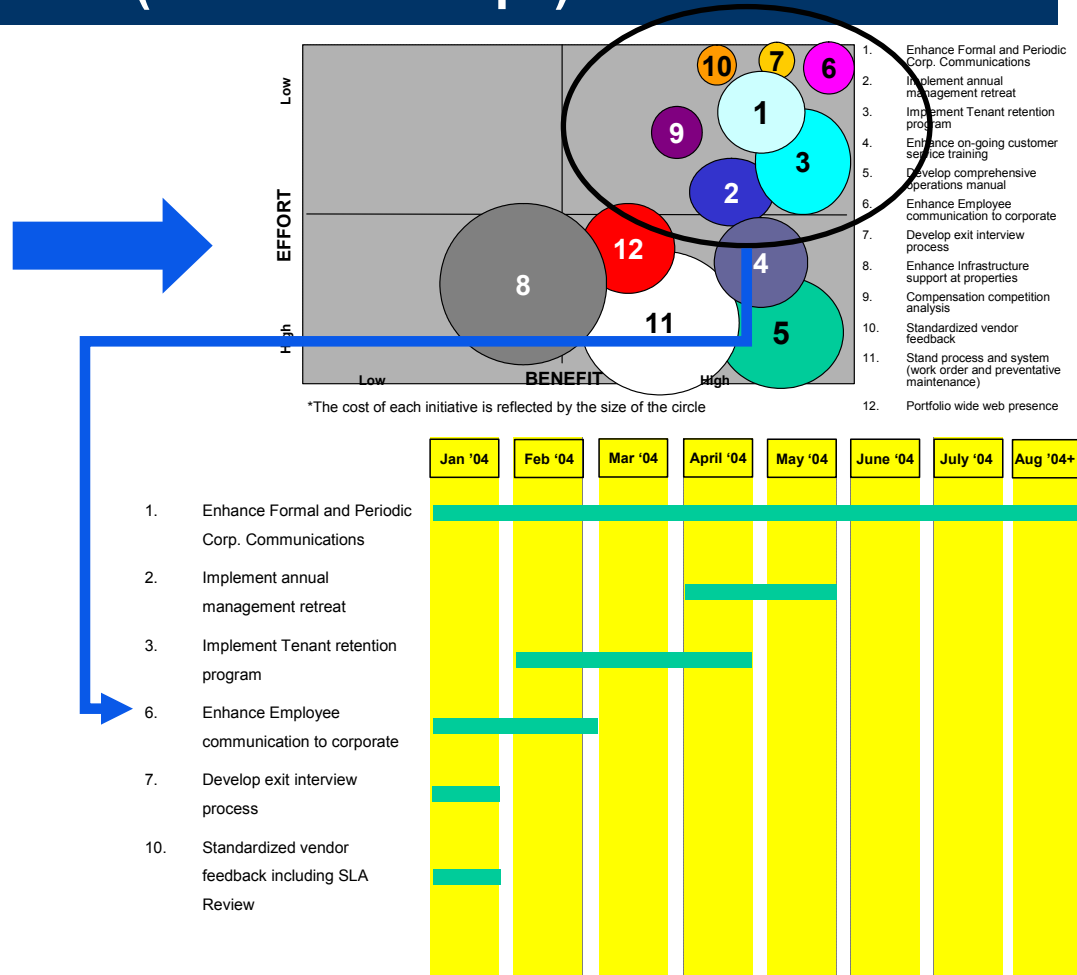 Low
EFFORT
High
10
7
6
1
9
3
2
12
4
8
11
5
Low
BENEFIT
High
*The cost of each initiative is reflected by the size of the circle
1. Enhance Formal and Periodic
Corp. Communications
2. Implement annual
management retreat
3. Implement Tenant retention
program
4. Enhance on-going customer
service training
5. Develop comprehensive
operations manual
6. Enhance Employee
communication to corporate
7. Develop exit interview
process
8. Enhance Infrastructure
support at properties
9. Compensation competition
analysis
10. Standardized vendor
feedback
11. Stand process and system
(work order and preventative
maintenance)
12. Portfolio wide web presence
Jan '04 Feb '04 Mar '04 April '04 May '04 June '04 July '04 Aug '04+
1. Enhance Formal and Periodic
Corp. Communications
2. Implement annual
management retreat
3. Implement Tenant retention
program
6. Enhance Employee
communication to corporate
7. Develop exit interview
process
10. Standardized vendor
feedback including SLA
Review